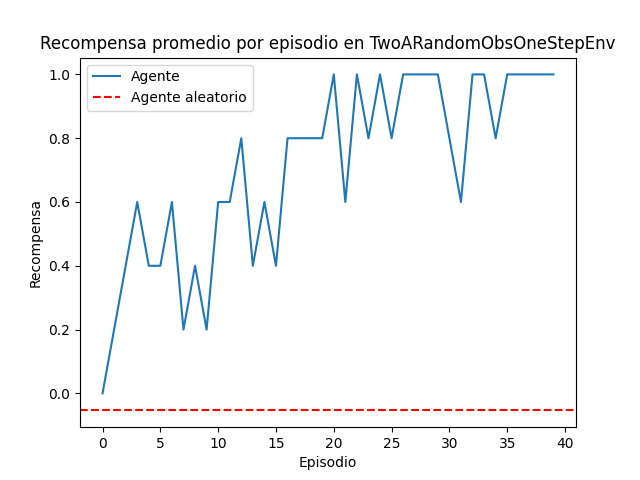 Recompensa promedio por episodio en TwoARandomObsOneStepEnv
Agente
Agente aleatorio
Recompensa
1.0
0.8
0.6
0.4
0.2
0.0
0 5 10 15 20 25 30 35 40
Episodio